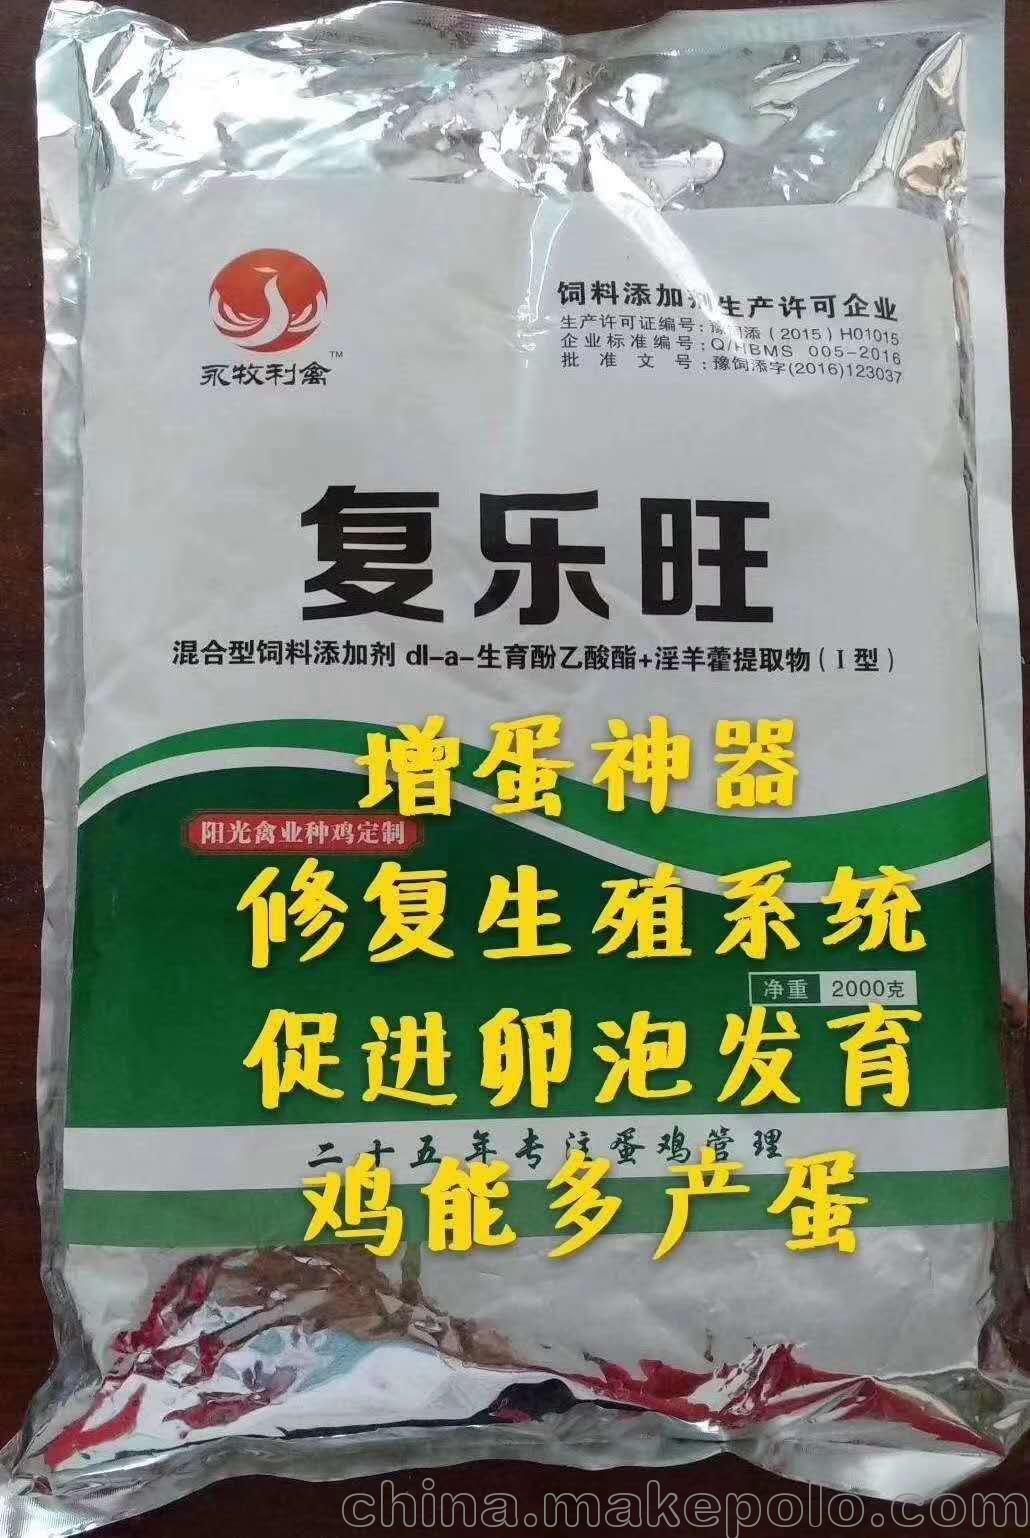 永牧利禽™
饲料添加剂生产许可企业
生产许可证编号：豫饲添（2015）H01015
企业标准编号：Q/HBMS 005-2016
批准文号：豫饲添字(2016)123037
复乐旺
混合型饲料添加剂 dl-a-生育酚乙酸酯+淫羊藿提取物（I型）
增蛋神器
阳光禽业种鸡定制
修复生殖系统
净重 2000克
促进卵泡发育
二十五年专注蛋鸡管理
鸡能多产蛋
china.makepolo.com